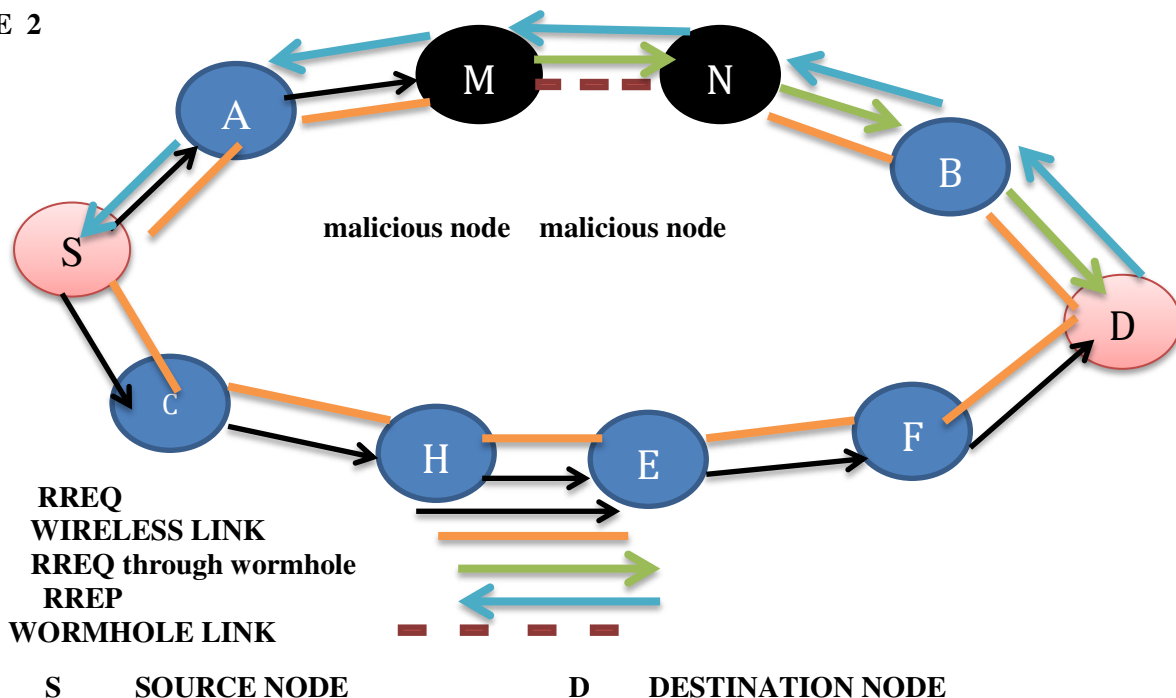 E 2
M
N
A
B
malicious node malicious node
S
D
C
H
E
F
RREQ
WIRELESS LINK
RREQ through wormhole
RREP
WORMHOLE LINK
S SOURCE NODE D DESTINATION NODE